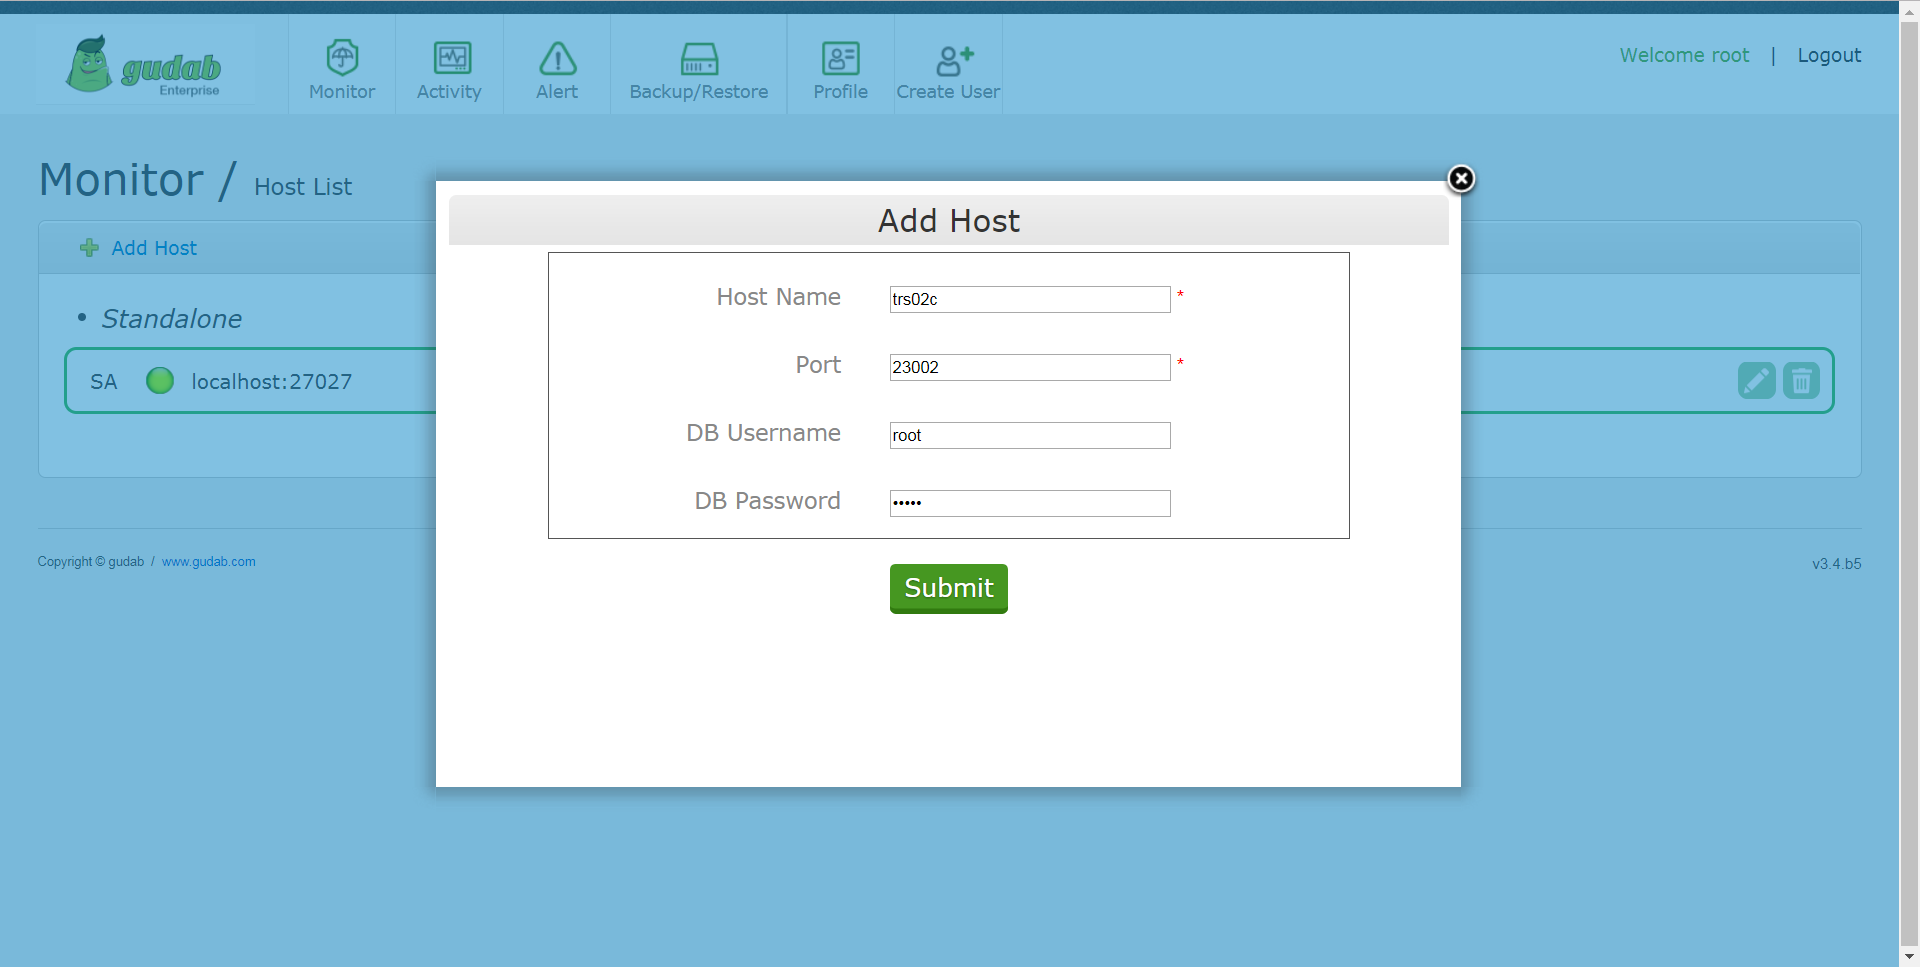 gudab
Enterprise
Monitor
Activity
Alert
Backup/Restore
Profile
Create User
Welcome root | Logout
Monitor / Host List
Add Host
• Standalone
SA localhost:27027
Add Host
Host Name trs02c *
Port 23002 *
DB Username root
DB Password •••••
Submit
Copyright © gudab / www.gudab.com
v3.4.b5